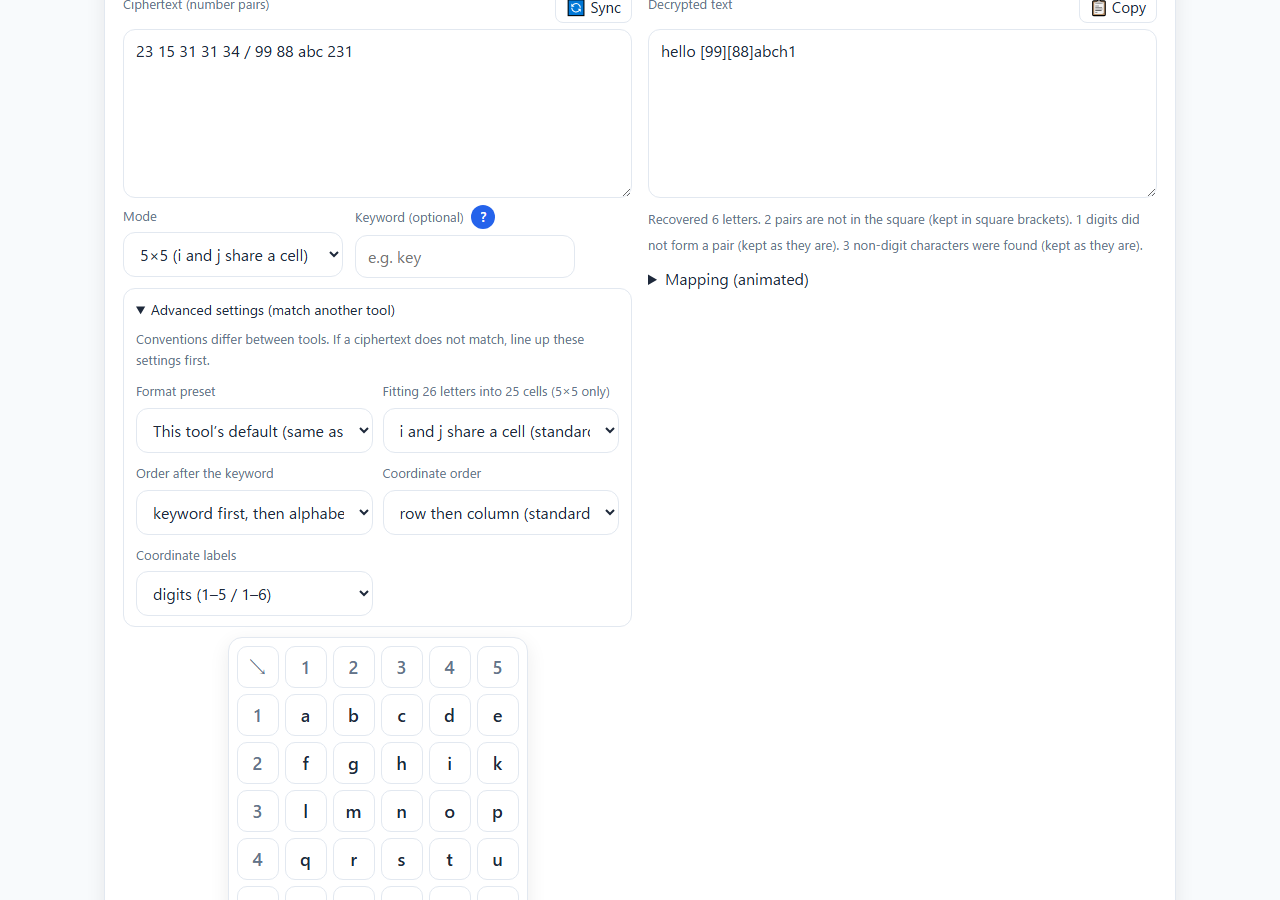 Ciphertext (number pairs)
Sync
23 15 31 31 34 / 99 88 abc 231
Mode
Keyword (optional) ?
5×5 (i and j share a cell)
e.g. key
Advanced settings (match another tool)
Conventions differ between tools. If a ciphertext does not match, line up these
settings first.
Format preset
Fitting 26 letters into 25 cells (5×5 only)
This tool's default (same as
i and j share a cell (standard
Order after the keyword
Coordinate order
keyword first, then alphabe
row then column (standard
Coordinate labels
digits (1–5 / 1–6)
↘ 1 2 3 4 5
1 a b c d e
2 f g h i k
3 l m n o p
4 q r s t u
Decrypted text
Copy
hello [99][88]abch1
Recovered 6 letters. 2 pairs are not in the square (kept in square brackets). 1 digits did
not form a pair (kept as they are). 3 non-digit characters were found (kept as they are).
Mapping (animated)